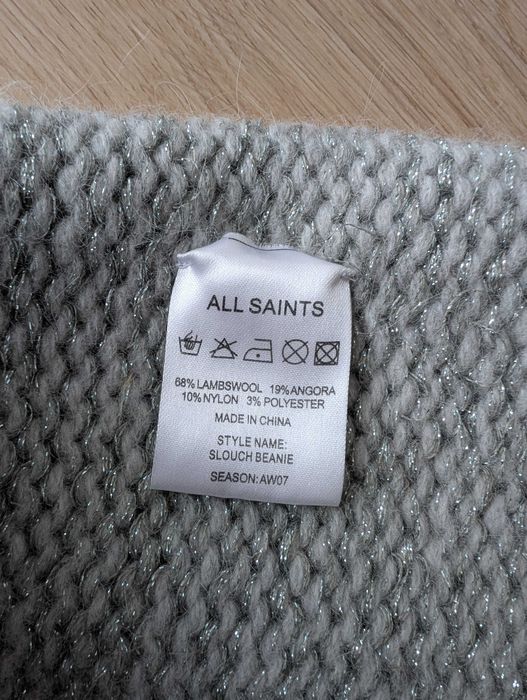 ALL SAINTS
68% LAMBSWOOL 19% ANGORA
10% NYLON 3% POLYESTER
MADE IN CHINA
STYLE NAME:
SLOUCH BEANIE
SEASON: AW07